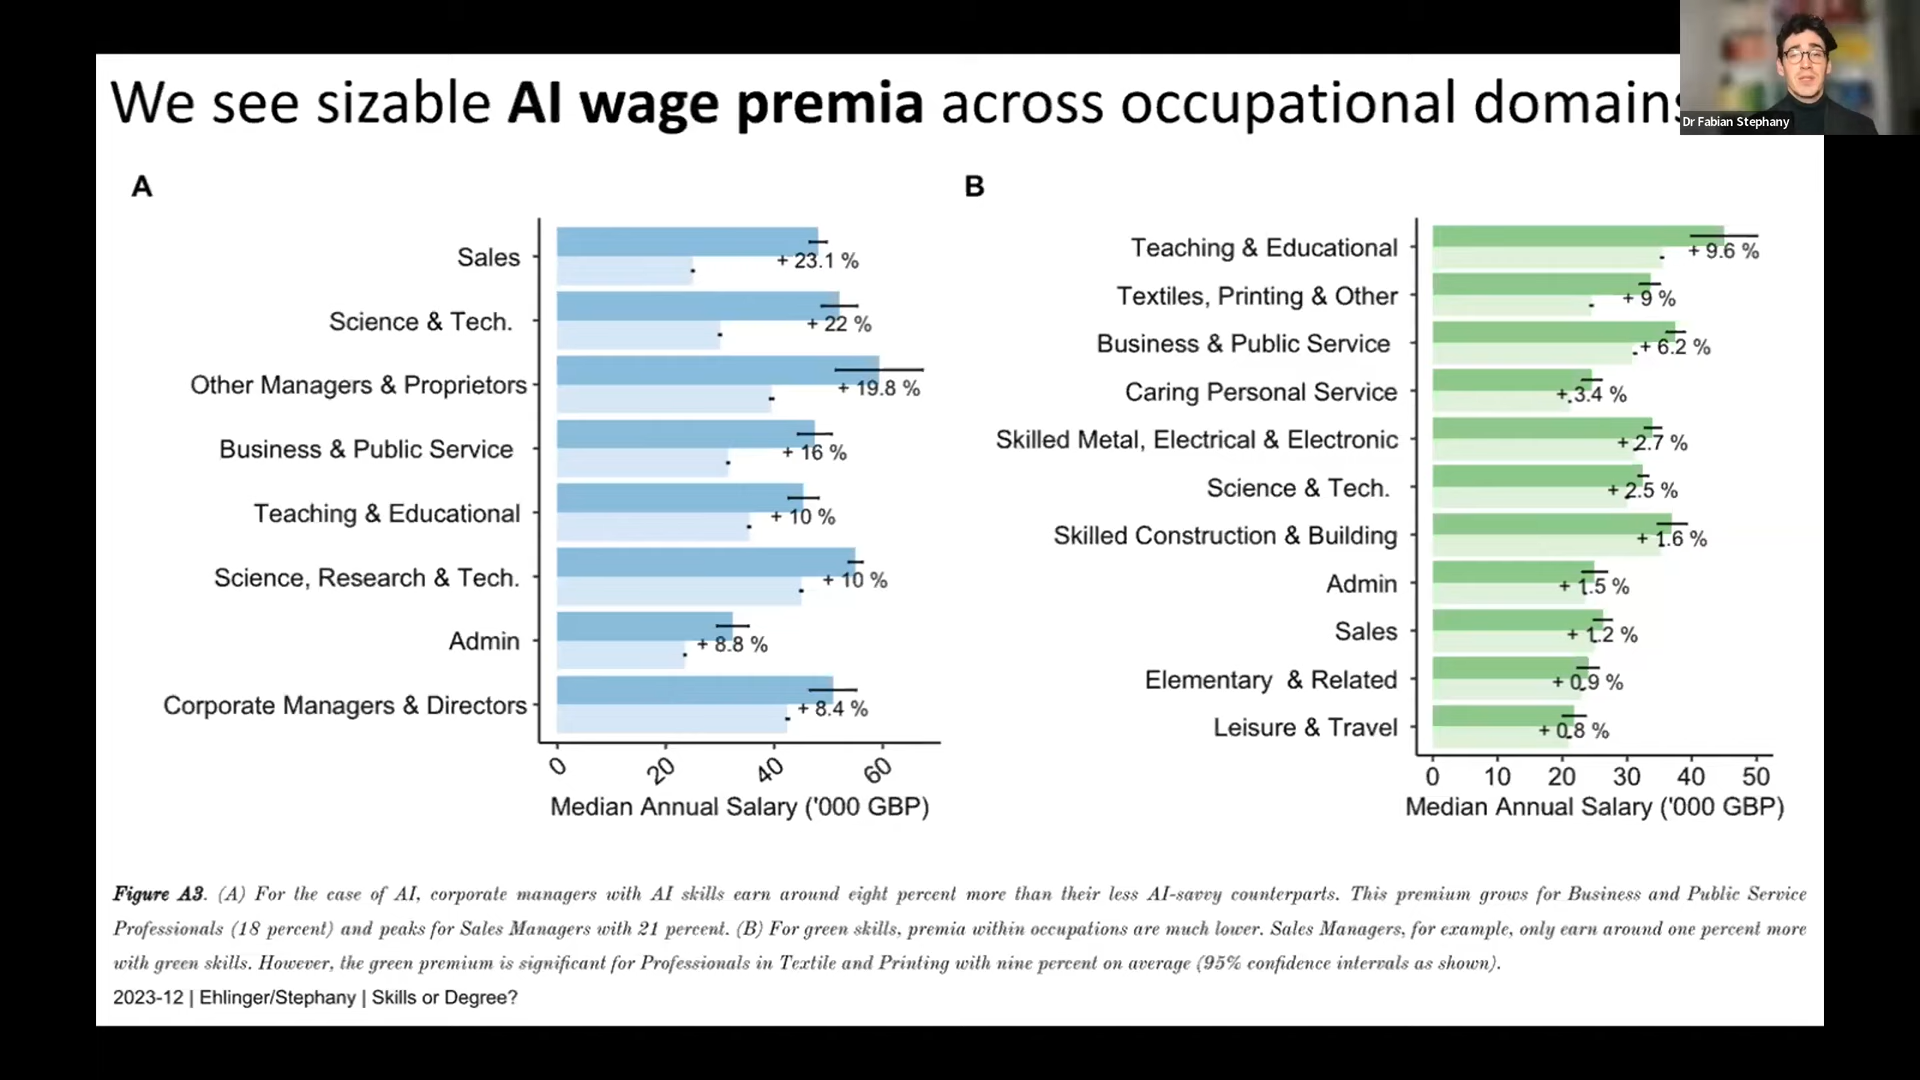 We see sizable AI wage premia across occupational domains
Dr Fabian Stephany
A
Sales
+ 23.1 %
Science & Tech.
+ 22 %
Other Managers & Proprietors
+ 19.8 %
Business & Public Service
+ 16 %
Teaching & Educational
+ 10 %
Science, Research & Tech.
+ 10 %
Admin
+ 8.8 %
Corporate Managers & Directors
+ 8.4 %
0 20 40 60
Median Annual Salary ('000 GBP)
B
Teaching & Educational
+ 9.6 %
Textiles, Printing & Other
+ 9 %
Business & Public Service
+ 6.2 %
Caring Personal Service
+ 3.4 %
Skilled Metal, Electrical & Electronic
+ 2.7 %
Science & Tech.
+ 2.5 %
Skilled Construction & Building
+ 1.6 %
Admin
+ 1.5 %
Sales
+ 1.2 %
Elementary & Related
+ 0.9 %
Leisure & Travel
+ 0.8 %
0 10 20 30 40 50
Median Annual Salary ('000 GBP)
Figure A3. (A) For the case of AI, corporate managers with AI skills earn around eight percent more than their less AI-savvy counterparts. This premium grows for Business and Public Service
Professionals (18 percent) and peaks for Sales Managers with 21 percent. (B) For green skills, premia within occupations are much lower. Sales Managers, for example, only earn around one percent more
with green skills. However, the green premium is significant for Professionals in Textile and Printing with nine percent on average (95% confidence intervals as shown).
2023-12 | Ehlinger/Stephany | Skills or Degree?